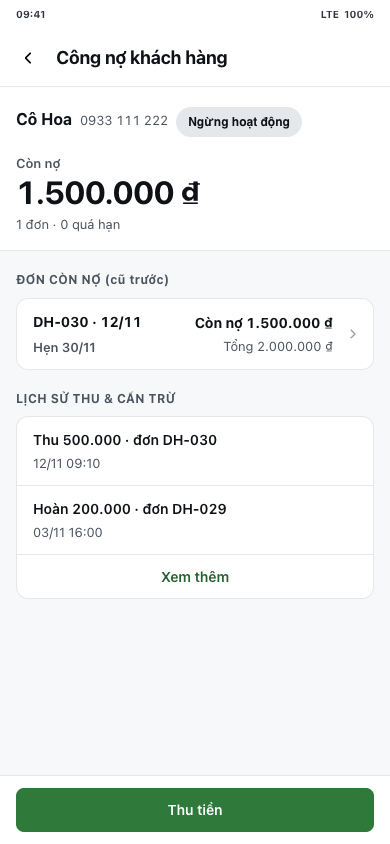 09:41 LTE 100%
Công nợ khách hàng
Cô Hoa 0933 111 222 Ngừng hoạt động
Còn nợ
1.500.000 ₫
1 đơn · 0 quá hạn
ĐƠN CÒN NỢ (cũ trước)
DH-030 · 12/11 Còn nợ 1.500.000 ₫
Hẹn 30/11 Tổng 2.000.000 ₫
LỊCH SỬ THU & CẤN TRỪ
Thu 500.000 · đơn DH-030
12/11 09:10
Hoàn 200.000 · đơn DH-029
03/11 16:00
Xem thêm
Thu tiền